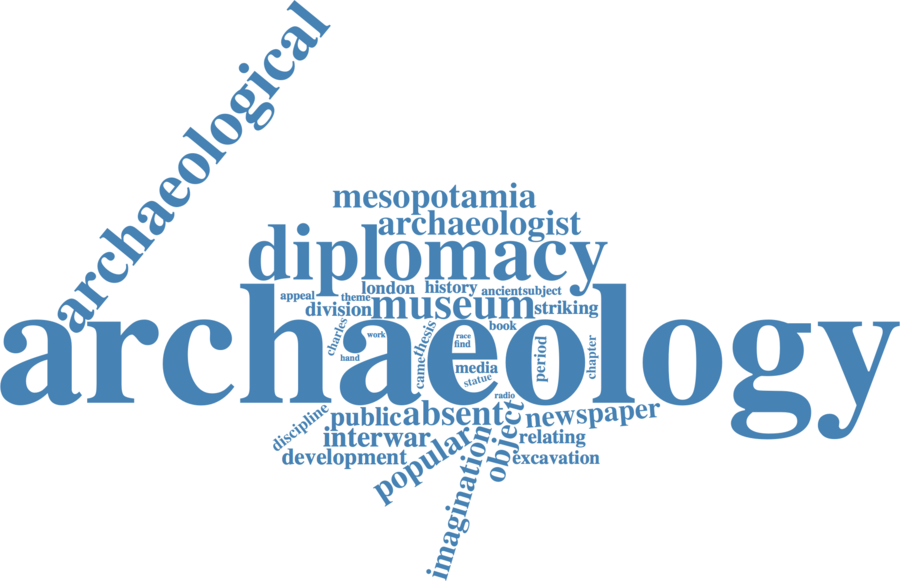 archaeological
mesopotamia
archaeologist
diplomacy
london
history
ancient
subject
appeal
theme
division
museum
striking
archaeology
charles
work
hand
thesis
came
book
race
find
media
statue
radio
period
chapter
discipline
public
absent
newspaper
interwar
popular
object
relating
development
imagination
excavation